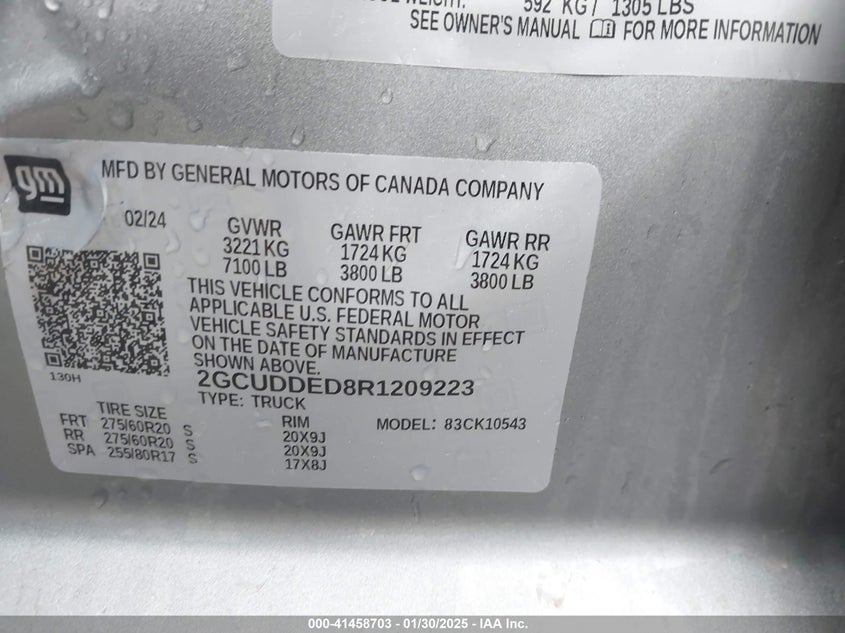 592 KG / 1305 LBS
SEE OWNER'S MANUAL FOR MORE INFORMATION
gm
MFD BY GENERAL MOTORS OF CANADA COMPANY
02/24 GVWR GAWR FRT GAWR RR
3221 KG 1724 KG 1724 KG
7100 LB 3800 LB 3800 LB
THIS VEHICLE CONFORMS TO ALL
APPLICABLE U.S. FEDERAL MOTOR
VEHICLE SAFETY STANDARDS IN EFFECT
ON THE DATE OF MANUFACTURE
SHOWN ABOVE.
130H
2GCUDDED8R1209223
TYPE: TRUCK
TIRE SIZE RIM MODEL: 83CK10543
FRT 275/60R20 S 20X9J
RR 275/60R20 S 20X9J
SPA 255/80R17 S 17X8J
000-41458703 - 01/30/2025 - IAA Inc.